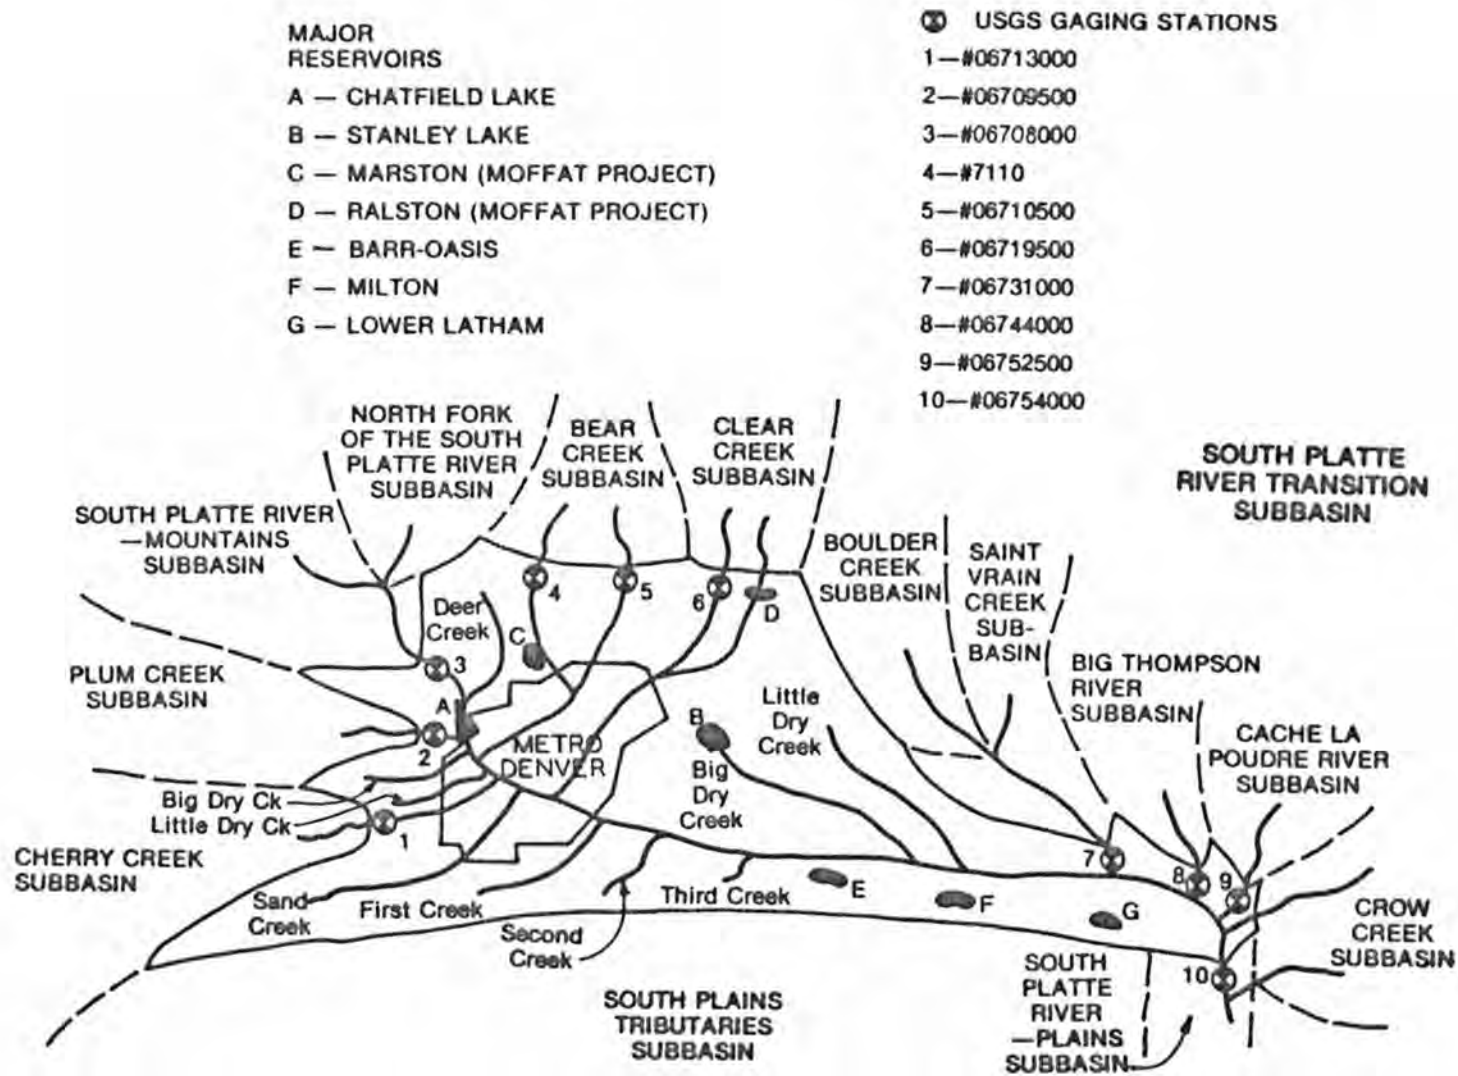 MAJOR
RESERVOIRS
A — CHATFIELD LAKE
B — STANLEY LAKE
C — MARSTON (MOFFAT PROJECT)
D — RALSTON (MOFFAT PROJECT)
E — BARR-OASIS
F — MILTON
G — LOWER LATHAM
USGS GAGING STATIONS
1—#06713000
2—#06709500
3—#06708000
4—#7110
5—#06710500
6—#06719500
7—#06731000
8—#06744000
9—#06752500
10—#06754000
NORTH FORK
OF THE SOUTH
PLATTE RIVER
SUBBASIN
BEAR
CREEK
SUBBASIN
CLEAR
CREEK
SUBBASIN
SOUTH PLATTE
RIVER TRANSITION
SUBBASIN
SOUTH PLATTE RIVER
—MOUNTAINS
SUBBASIN
BOULDER
CREEK
SUBBASIN
SAINT
VRAIN
CREEK
SUB-
BASIN
Deer
Creek
4
5
6
D
C
3
PLUM CREEK
SUBBASIN
A
2
METRO
DENVER
B
Big
Dry
Creek
Little
Dry
Creek
BIG THOMPSON
RIVER
SUBBASIN
CACHE LA
POUDRE RIVER
SUBBASIN
Big Dry Ck
Little Dry Ck
1
CHERRY CREEK
SUBBASIN
Sand
Creek
First Creek
Second
Creek
Third Creek
E
F
G
7
8
9
10
CROW
CREEK
SUBBASIN
SOUTH PLAINS
TRIBUTARIES
SUBBASIN
SOUTH
PLATTE
RIVER
—PLAINS
SUBBASIN